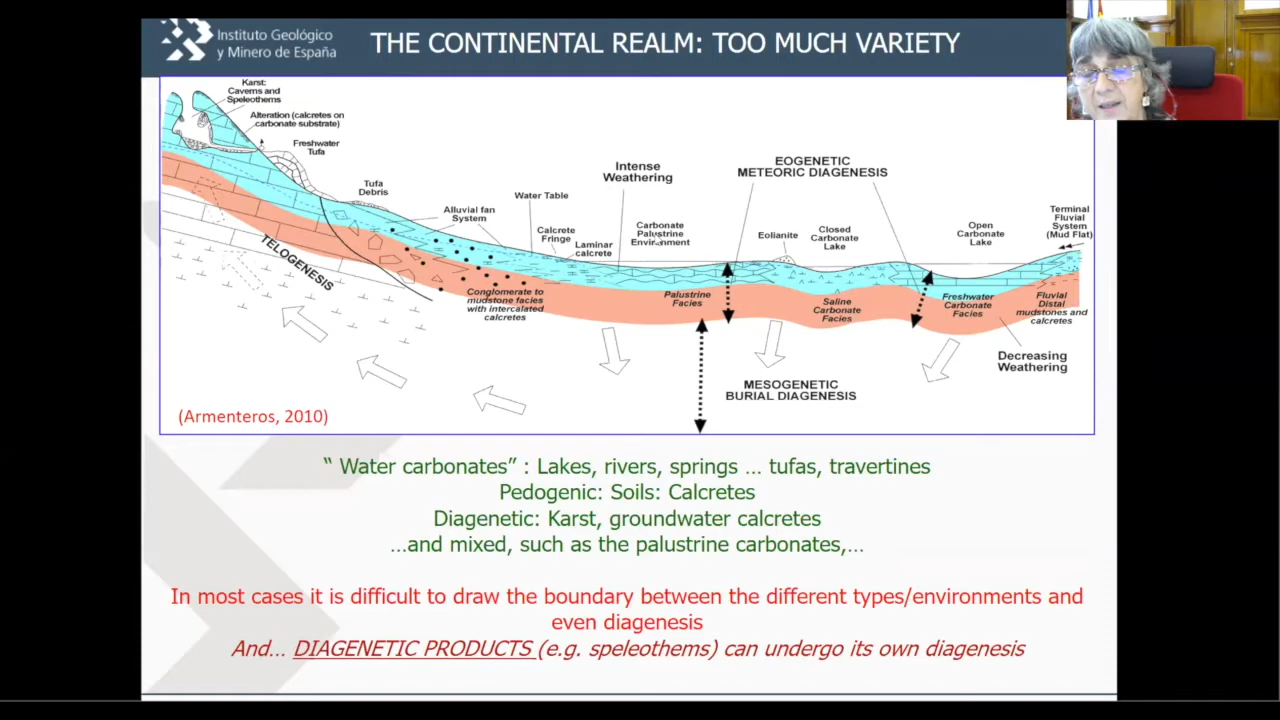 Instituto Geológico
y Minero de España
THE CONTINENTAL REALM: TOO MUCH VARIETY
Karst:
Caverns and
Speleothems
Alteration (calcretes on
carbonate substrate)
Freshwater
Tufa
Tufa
Debris
Alluvial fan
System
Water Table
Calcrete
Fringe
Laminar
calcrete
Intense
Weathering
Carbonate
Palustrine
Environment
EOGENETIC
METEORIC DIAGENESIS
Eolianite
Closed
Carbonate
Lake
Open
Carbonate
Lake
Terminal
Fluvial
System
(Mud Flat)
TELOGENESIS
Conglomerate to
mudstone facies
with intercalated
calcretes
Palustrine
Facies
Saline
Carbonate
Facies
Freshwater
Carbonate
Facies
Fluvial
Distal
mudstones and
calcretes
Decreasing
Weathering
MESOGENETIC
BURIAL DIAGENESIS
(Armenteros, 2010)
“ Water carbonates” : Lakes, rivers, springs ... tufas, travertines
Pedogenic: Soils: Calcretes
Diagenetic: Karst, groundwater calcretes
...and mixed, such as the palustrine carbonates,...
In most cases it is difficult to draw the boundary between the different types/environments and
even diagenesis
And... DIAGENETIC PRODUCTS (e.g. speleothems) can undergo its own diagenesis